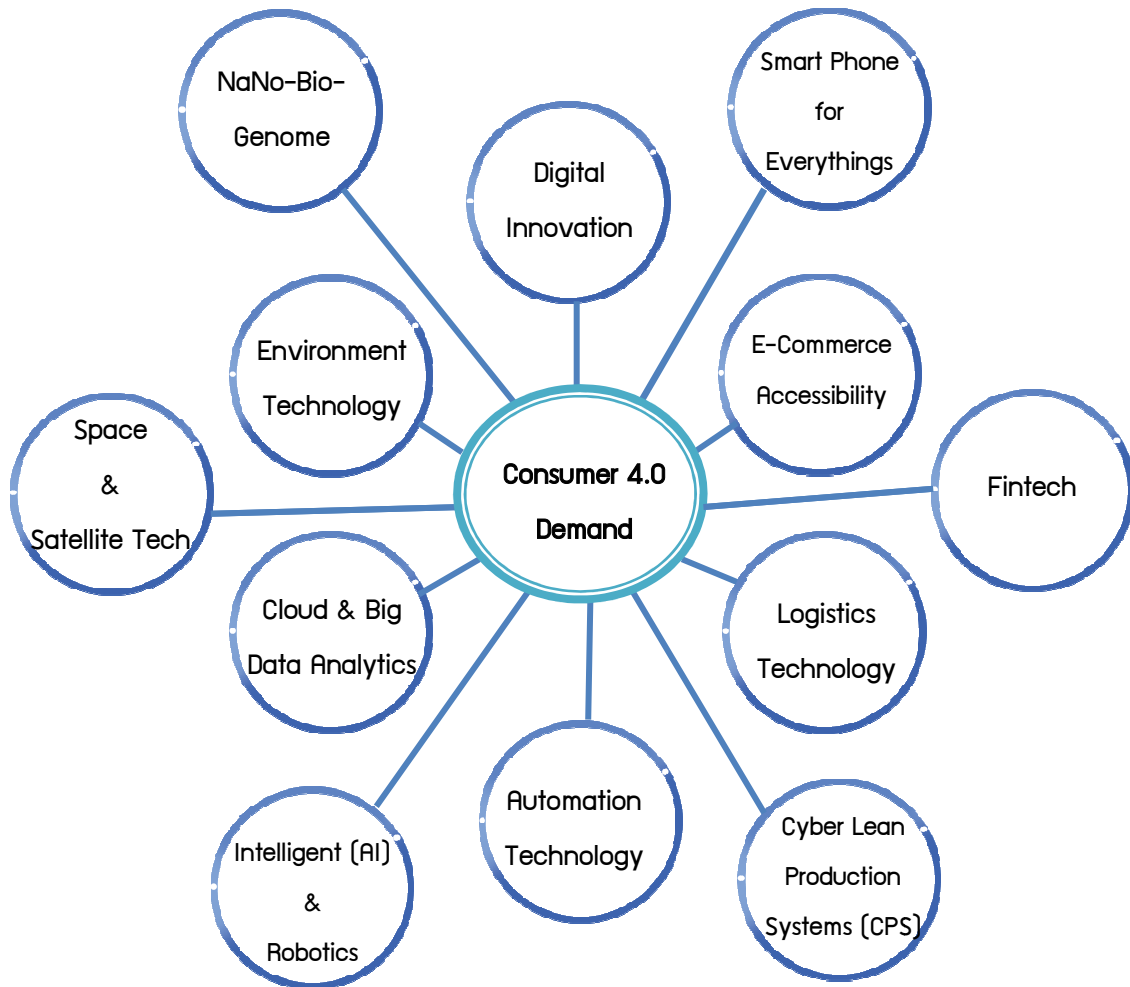 NaNo-Bio-
Genome
Smart Phone
for
Everythings
Digital
Innovation
Environment
Technology
E-Commerce
Accessibility
Space
&
Satellite Tech
Consumer 4.0
Demand
Fintech
Cloud & Big
Data Analytics
Logistics
Technology
Intelligent (AI)
&
Robotics
Automation
Technology
Cyber Lean
Production
Systems (CPS)